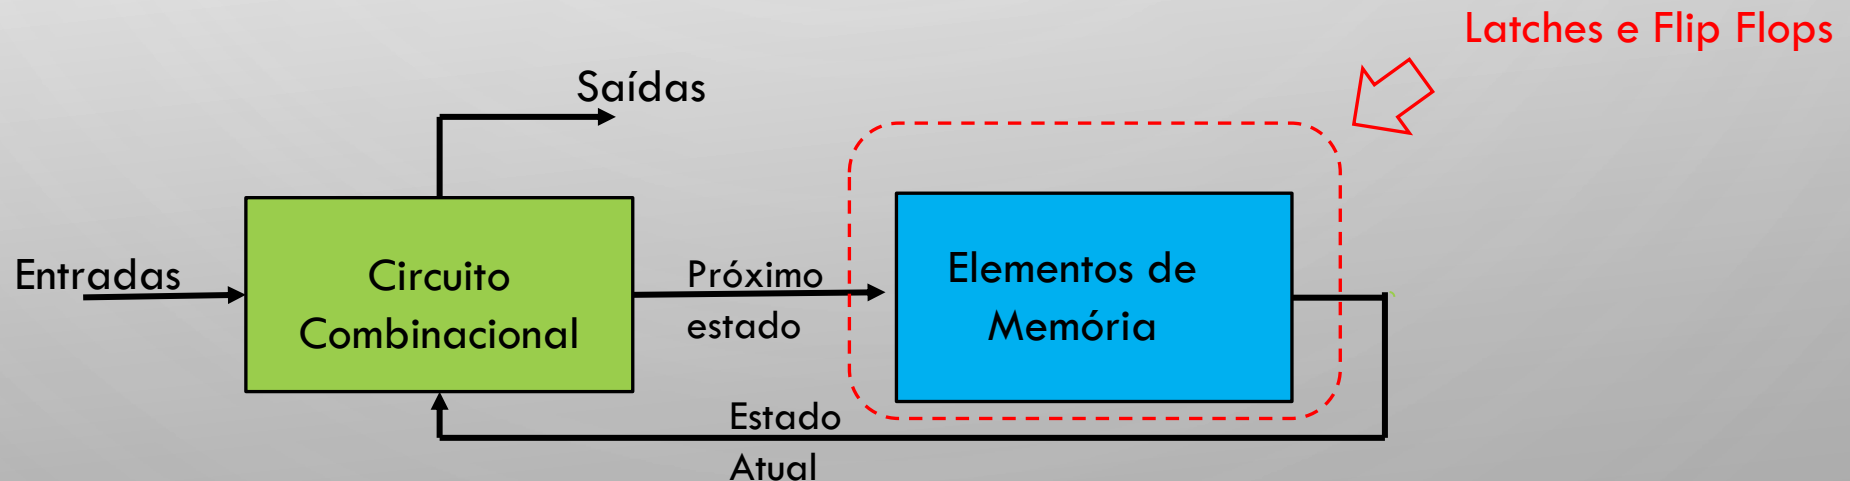 Latches e Flip Flops
Saídas
Entradas
Circuito
Combinacional
Próximo
estado
Elementos de
Memória
Estado
Atual